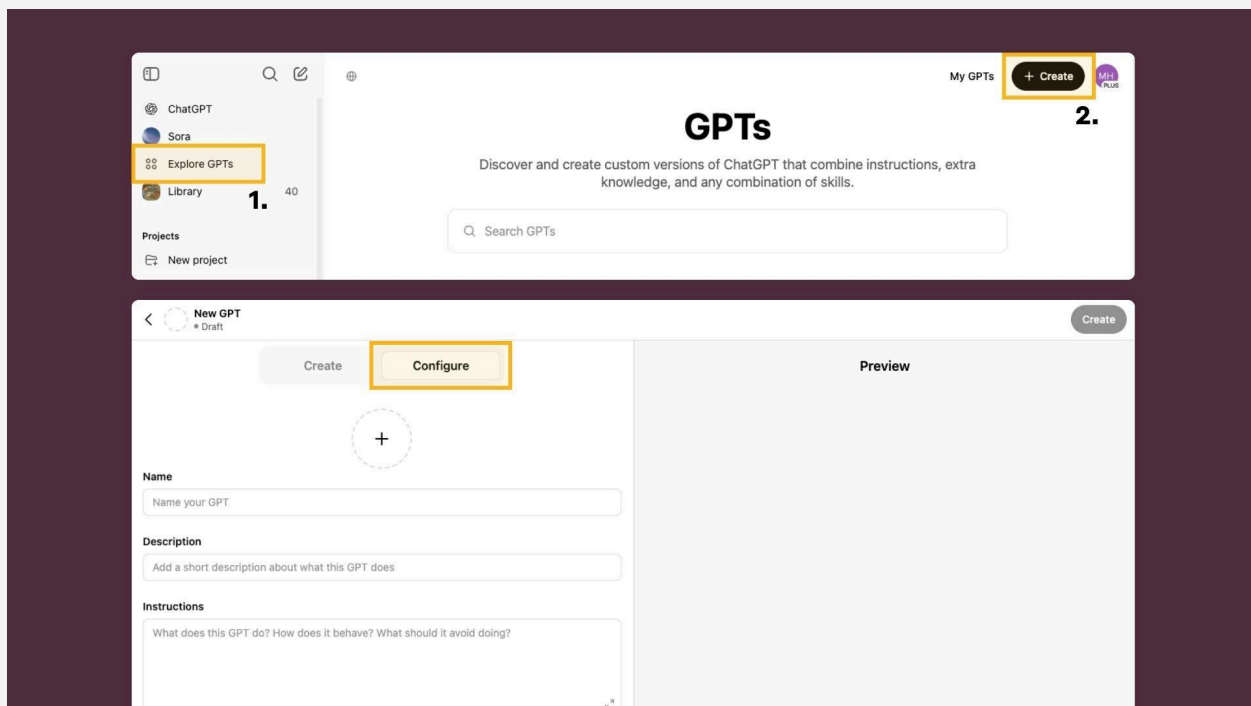 ChatGPT
Sora
Explore GPTs
Library 40
1.
Projects
New project
My GPTs
+ Create
MH
PLUS
2.
GPTs
Discover and create custom versions of ChatGPT that combine instructions, extra
knowledge, and any combination of skills.
Search GPTs
New GPT
Draft
Create
Create
Configure
Preview
+
Name
Name your GPT
Description
Add a short description about what this GPT does
Instructions
What does this GPT do? How does it behave? What should it avoid doing?